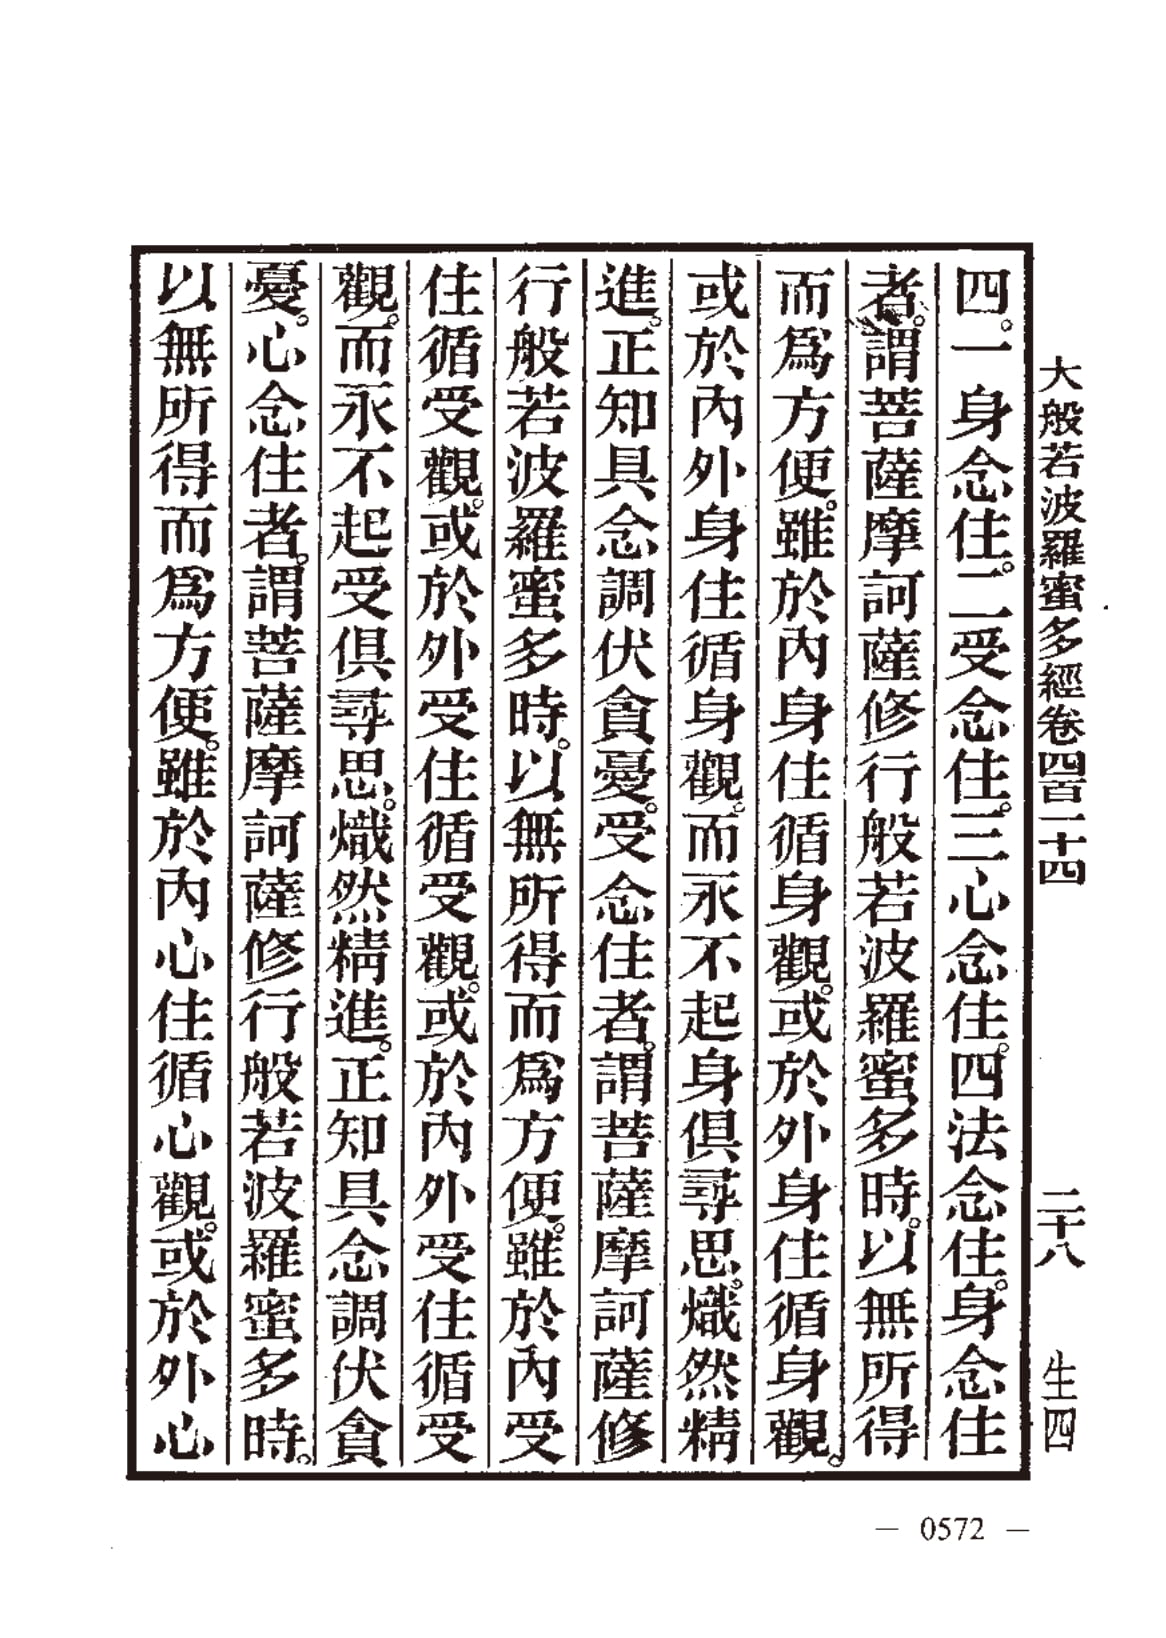 大般若波羅蜜多經卷四百一十四 二十八 生四
四。一身念住。二受念住。三心念住。四法念住。身念住
者。謂菩薩摩訶薩修行般若波羅蜜多時。以無所得
而爲方便。雖於內身住循身觀。或於外身住循身觀。
或於內外身住循身觀。而永不起身俱尋思。熾然精
進。正知具念調伏貪憂。受念住者。謂菩薩摩訶薩修
行般若波羅蜜多時。以無所得而爲方便。雖於內受
住循受觀。或於外受住循受觀。或於內外受住循受
觀。而永不起受俱尋思。熾然精進。正知具念調伏貪
憂。心念住者。謂菩薩摩訶薩修行般若波羅蜜多時。
以無所得而爲方便。雖於內心住循心觀。或於外心
— 0572 —